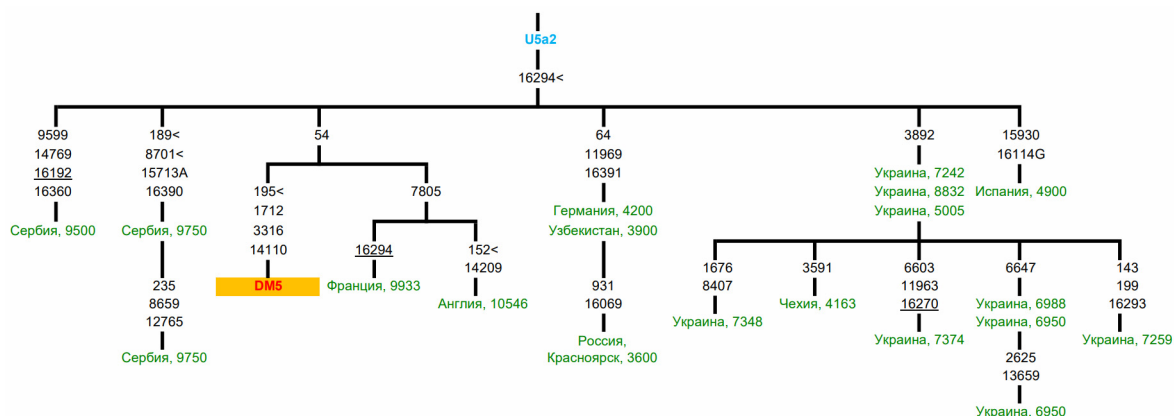 U5a2
16294<
9599
14769
16192
16360
Сербия, 9500
189<
8701<
15713A
16390
Сербия, 9750
235
8659
12765
Сербия, 9750
54
195<
1712
3316
14110
DM5
7805
16294
Франция, 9933
152<
14209
Англия, 10546
64
11969
16391
Германия, 4200
Узбекистан, 3900
931
16069
Россия,
Красноярск, 3600
3892
Украина, 7242
Украина, 8832
Украина, 5005
1676
8407
Украина, 7348
3591
Чехия, 4163
6603
11963
16270
Украина, 7374
6647
Украина, 6988
Украина, 6950
2625
13659
Украина, 6950
143
199
16293
Украина, 7259
15930
16114G
Испания, 4900